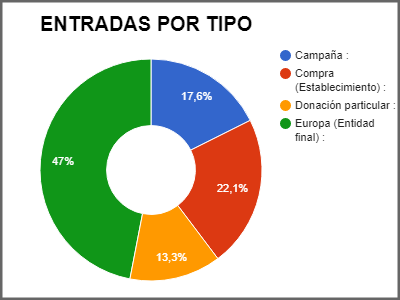 ENTRADAS POR TIPO
Campaña :
Compra
(Establecimiento) :
Donación particular :
Europa (Entidad
final) :
17,6%
22,1%
13,3%
47%